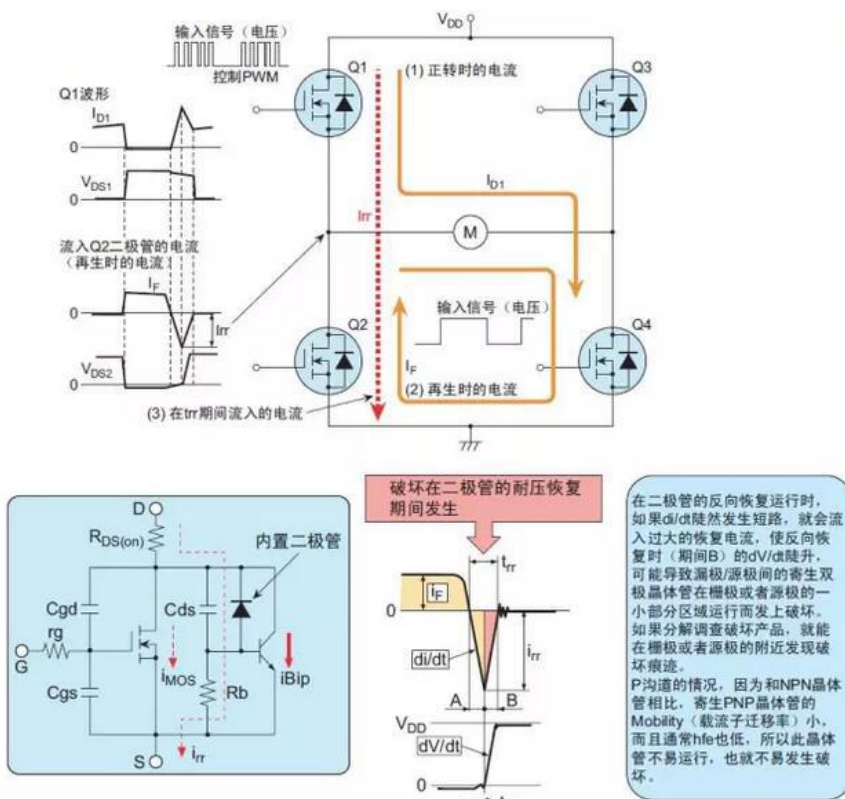 输入信号（电压）
控制PWM
V_DD
Q1
(1) 正转时的电流
Q3
Q1波形
I_D1
0
V_DS1
0
I_D1
Irr
M
流入Q2二极管的电流
（再生时的电流）
I_F
0
Irr
V_DS2
0
Q2
输入信号（电压）
Q4
I_F
(2) 再生时的电流
(3) 在trr期间流入的电流
D
R_DS(on)
内置二极管
Cgd
Cds
rg
G
i_MOS
iBip
Cgs
Rb
S
i_rr
破坏在二极管的耐压恢复
期间发生
t_rr
I_F
0
di/dt
i_rr
A
B
V_DD
dV/dt
0
在二极管的反向恢复运行时，
如果di/dt陡然发生短路，就会流
入过大的恢复电流，使反向恢
复时（期间B）的dV/dt陡升，
可能导致漏极/源极间的寄生双
极晶体管在栅极或者源极的一
小部分区域运行而发上破坏。
如果分解调查破坏产品，就能
在栅极或者源极的附近发现破
坏痕迹。
P沟道的情况，因为和NPN晶体
管相比，寄生PNP晶体管的
Mobility（载流子迁移率）小，
而且通常hfe也低，所以此晶体
管不易运行，也就不易发生破
坏。